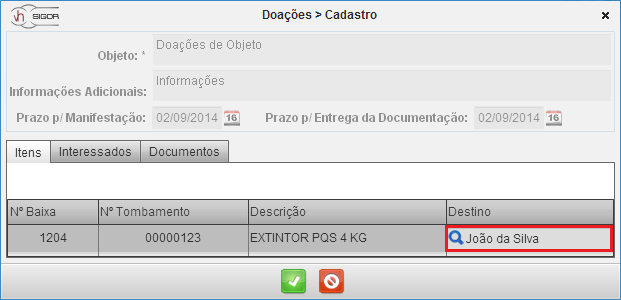 vh SIGOR
Doações > Cadastro
Objeto: * Doações de Objeto
Informações Adicionais: Informações
Prazo p/ Manifestação: 02/09/2014 16 Prazo p/ Entrega da Documentação: 02/09/2014 16
Itens Interessados Documentos
Nº Baixa Nº Tombamento Descrição Destino
1204 00000123 EXTINTOR PQS 4 KG João da Silva